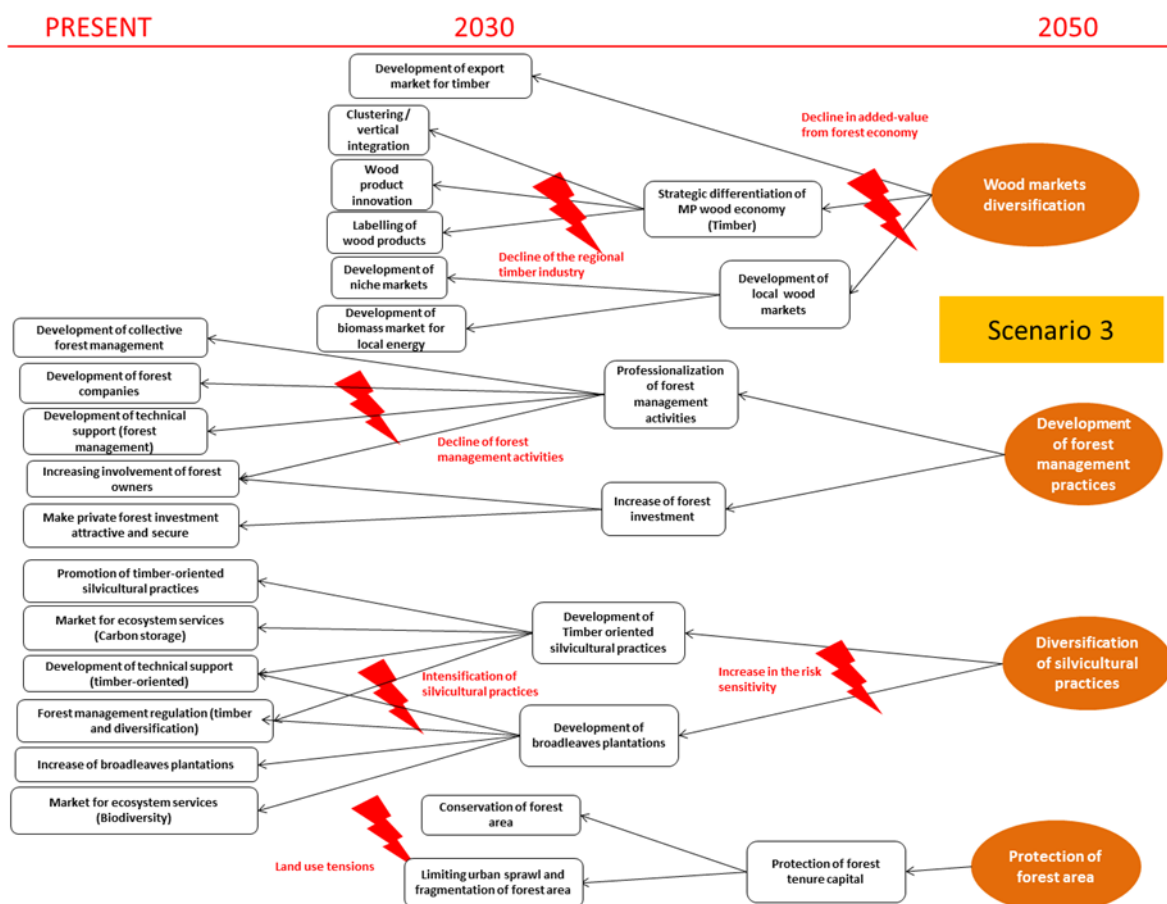 PRESENT
2030
2050
Development of export
market for timber
Clustering /
vertical
integration
Wood
product
innovation
Labelling of
wood products
Development of
niche markets
Development of
biomass market for
local energy
Strategic differentiation of
MP wood economy
(Timber)
Development of
local wood
markets
Decline in added-value
from forest economy
Decline of the regional
timber industry
Wood markets
diversification
Scenario 3
Development of collective
forest management
Development of forest
companies
Development of technical
support (forest
management)
Increasing involvement of forest
owners
Make private forest investment
attractive and secure
Decline of forest
management activities
Professionalization
of forest
management
activities
Increase of forest
investment
Development
of forest
management
practices
Promotion of timber-oriented
silvicultural practices
Market for ecosystem services
(Carbon storage)
Development of technical support
(timber-oriented)
Forest management regulation (timber
and diversification)
Increase of broadleaves plantations
Market for ecosystem services
(Biodiversity)
Intensification of
silvicultural practices
Development of
Timber oriented
silvicultural practices
Development of
broadleaves plantations
Increase in the risk
sensitivity
Diversification
of silvicultural
practices
Land use tensions
Conservation of forest
area
Limiting urban sprawl and
fragmentation of forest area
Protection of forest
tenure capital
Protection of
forest area